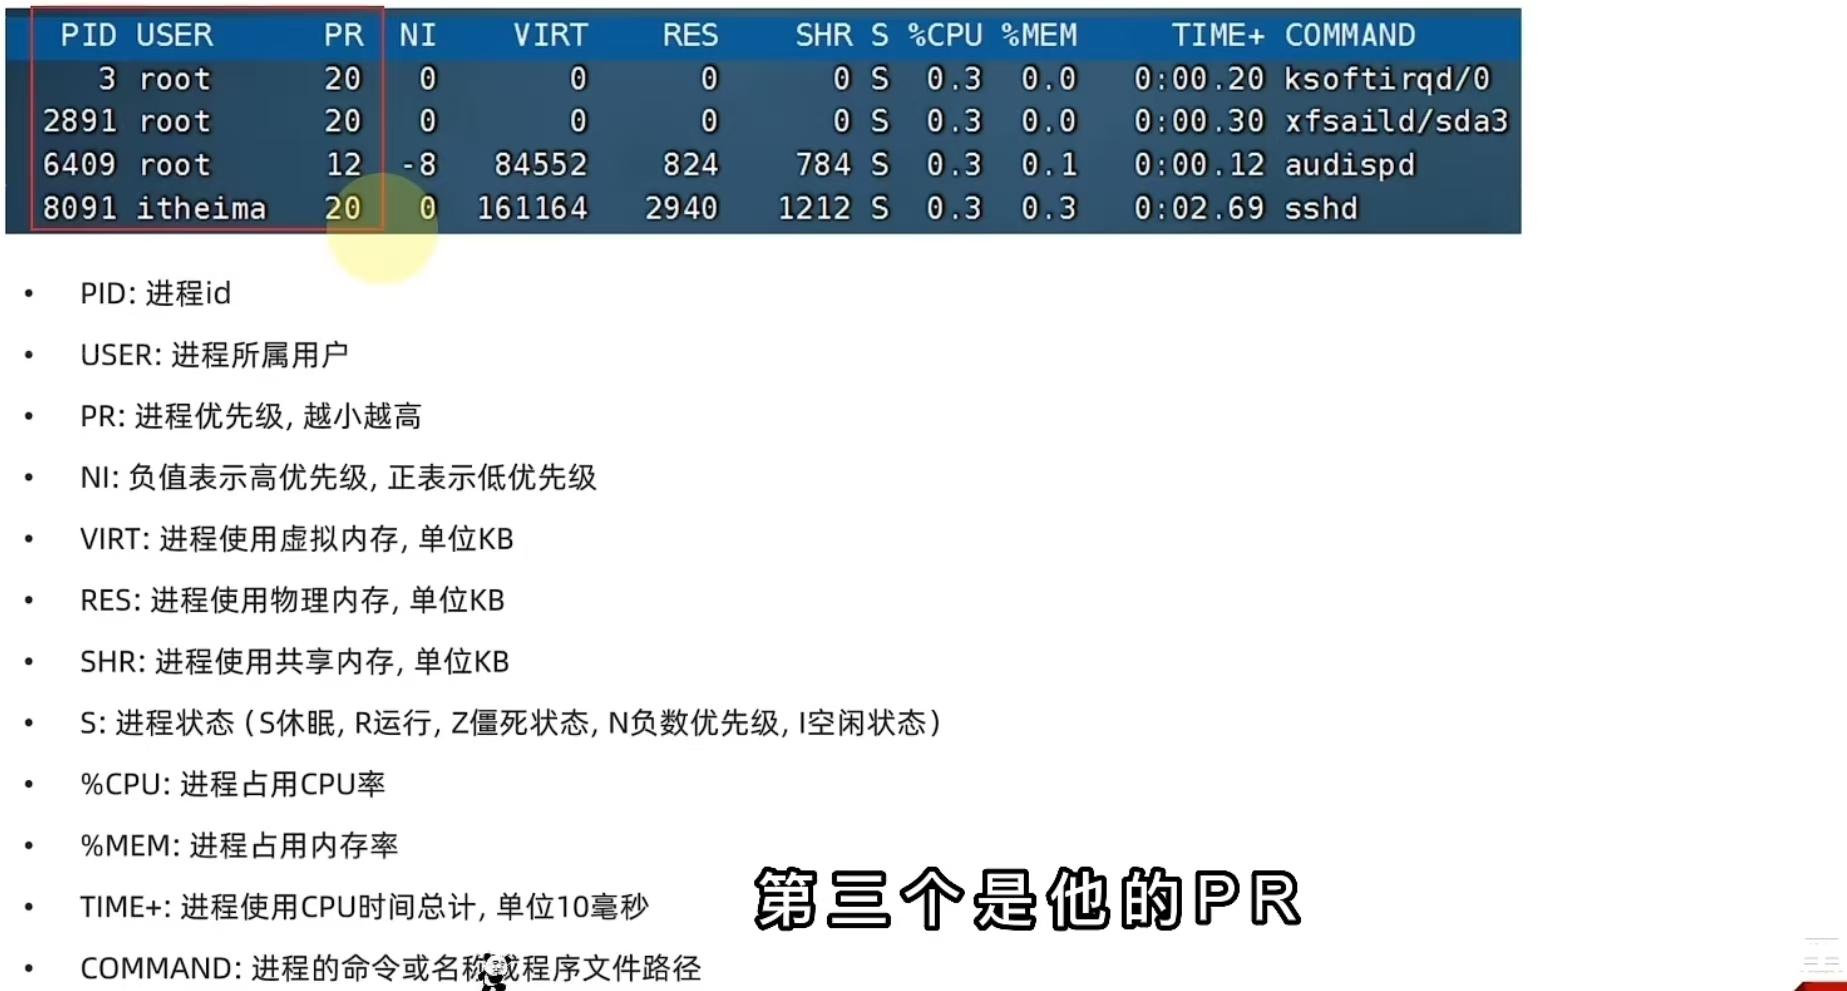 PID USER PR NI VIRT RES SHR S %CPU %MEM TIME+ COMMAND
3 root 20 0 0 0 0 S 0.3 0.0 0:00.20 ksoftirqd/0
2891 root 20 0 0 0 0 S 0.3 0.0 0:00.30 xfsaild/sda3
6409 root 12 -8 84552 824 784 S 0.3 0.1 0:00.12 audispd
8091 itheima 20 0 161164 2940 1212 S 0.3 0.3 0:02.69 sshd
• PID: 进程id
• USER: 进程所属用户
• PR: 进程优先级, 越小越高
• NI: 负值表示高优先级, 正表示低优先级
• VIRT: 进程使用虚拟内存, 单位KB
• RES: 进程使用物理内存, 单位KB
• SHR: 进程使用共享内存, 单位KB
• S: 进程状态 (S休眠, R运行, Z僵死状态, N负数优先级, I空闲状态)
• %CPU: 进程占用CPU率
• %MEM: 进程占用内存率
• TIME+: 进程使用CPU时间总计, 单位10毫秒
第三个是他的PR
• COMMAND: 进程的命令或名称或程序文件路径